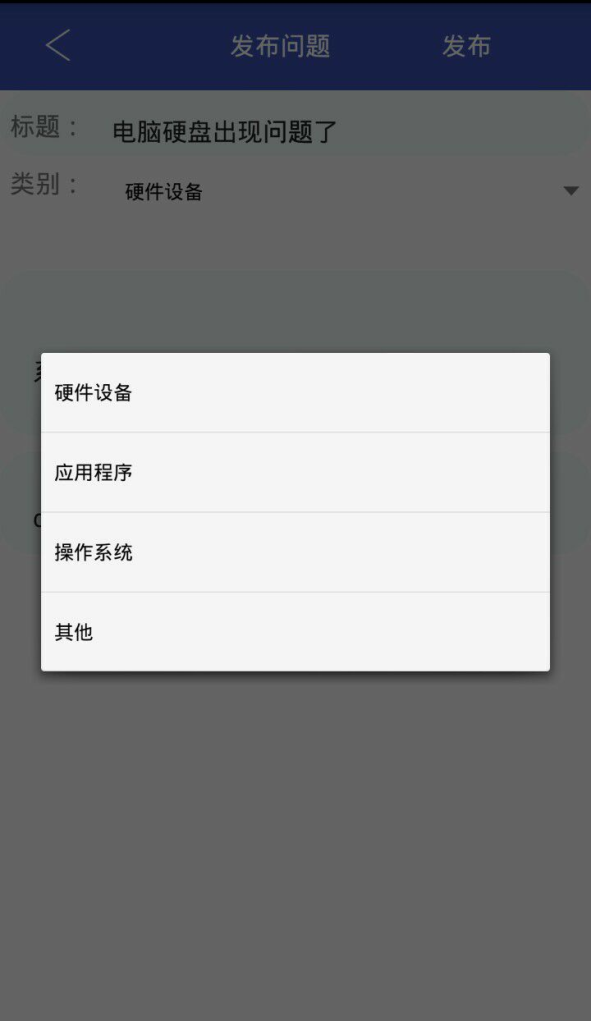 发布问题 发布
标题： 电脑硬盘出现问题了
类别： 硬件设备
硬件设备
应用程序
操作系统
其他